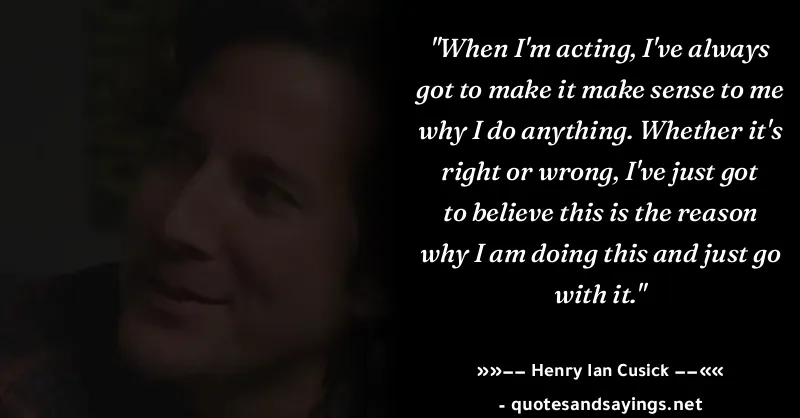 "When I'm acting, I've always
got to make it make sense to me
why I do anything. Whether it's
right or wrong, I've just got
to believe this is the reason
why I am doing this and just go
with it."
»»−− Henry Ian Cusick −−««
- quotesandsayings.net